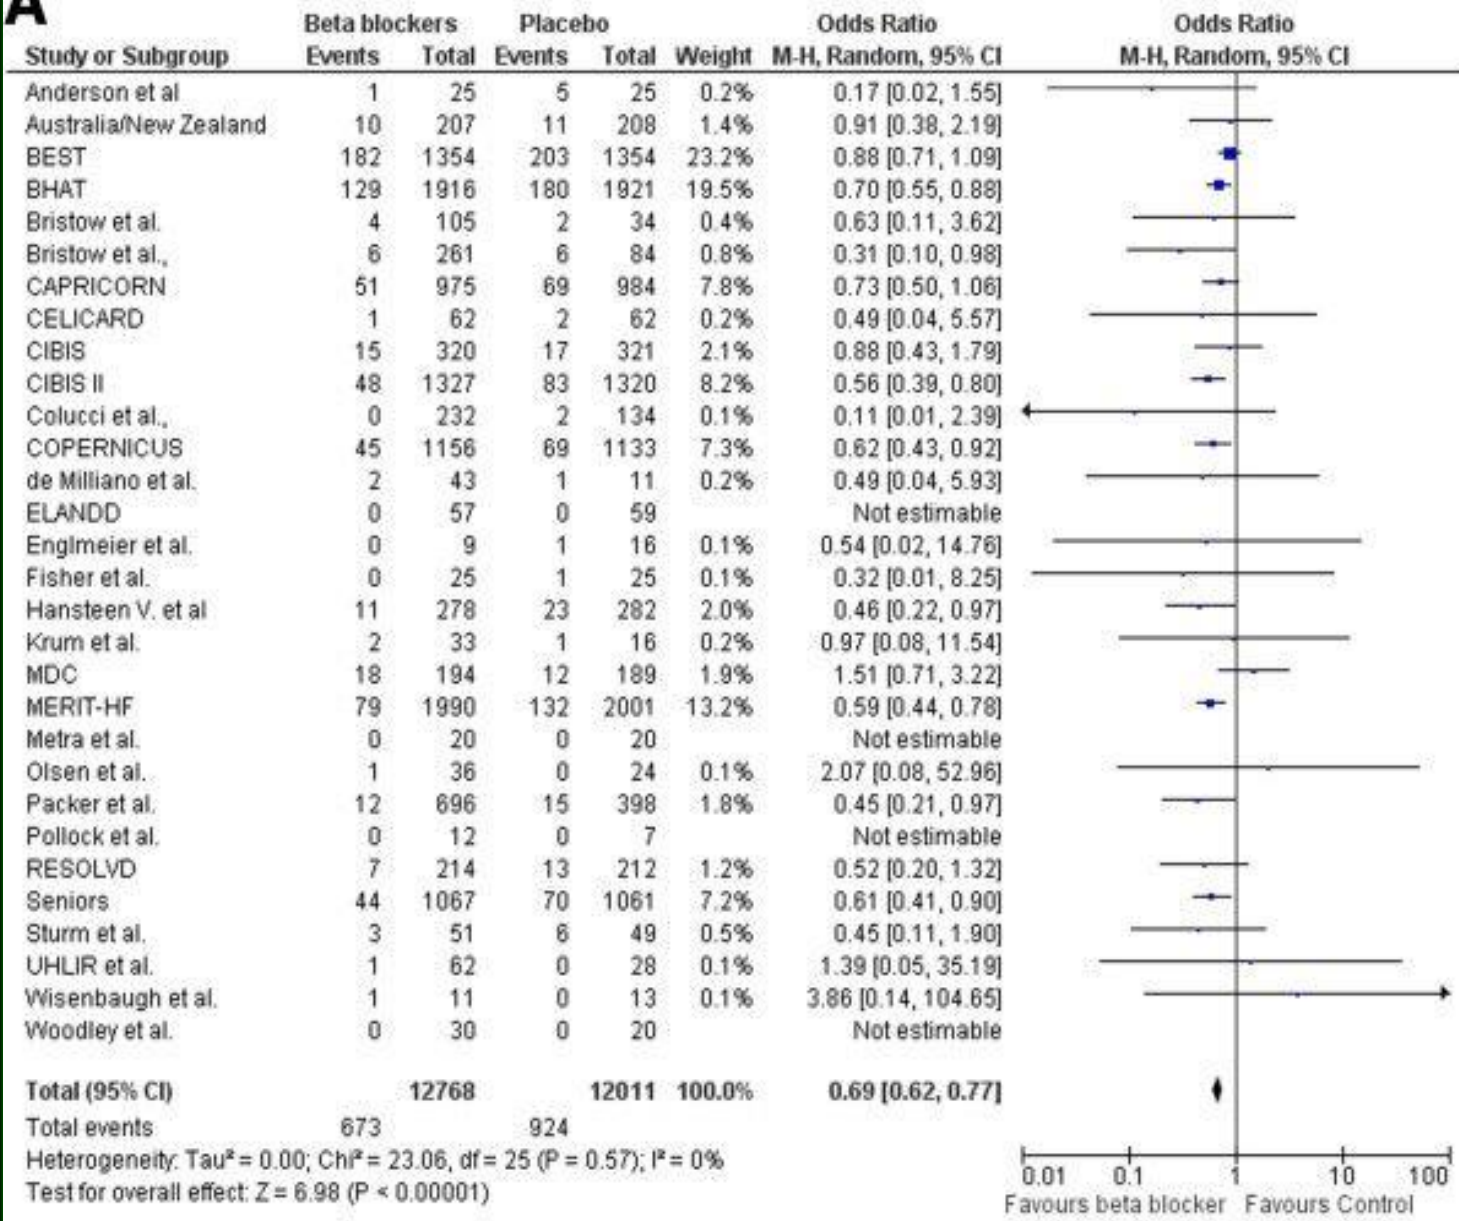 A
Beta blockers Placebo Odds Ratio Odds Ratio
Study or Subgroup Events Total Events Total Weight M-H, Random, 95% CI M-H, Random, 95% CI
Anderson et al 1 25 5 25 0.2% 0.17 [0.02, 1.55]
Australia/New Zealand 10 207 11 208 1.4% 0.91 [0.38, 2.19]
BEST 182 1354 203 1354 23.2% 0.88 [0.71, 1.09]
BHAT 129 1916 180 1921 19.5% 0.70 [0.55, 0.88]
Bristow et al. 4 105 2 34 0.4% 0.63 [0.11, 3.62]
Bristow et al., 6 261 6 84 0.8% 0.31 [0.10, 0.98]
CAPRICORN 51 975 69 984 7.8% 0.73 [0.50, 1.06]
CELICARD 1 62 2 62 0.2% 0.49 [0.04, 5.57]
CIBIS 15 320 17 321 2.1% 0.88 [0.43, 1.79]
CIBIS II 48 1327 83 1320 8.2% 0.56 [0.39, 0.80]
Colucci et al., 0 232 2 134 0.1% 0.11 [0.01, 2.39]
COPERNICUS 45 1156 69 1133 7.3% 0.62 [0.43, 0.92]
de Milliano et al. 2 43 1 11 0.2% 0.49 [0.04, 5.93]
ELANDD 0 57 0 59 Not estimable
Englmeier et al. 0 9 1 16 0.1% 0.54 [0.02, 14.76]
Fisher et al. 0 25 1 25 0.1% 0.32 [0.01, 8.25]
Hansteen V. et al 11 278 23 282 2.0% 0.46 [0.22, 0.97]
Krum et al. 2 33 1 16 0.2% 0.97 [0.08, 11.54]
MDC 18 194 12 189 1.9% 1.51 [0.71, 3.22]
MERIT-HF 79 1990 132 2001 13.2% 0.59 [0.44, 0.78]
Metra et al. 0 20 0 20 Not estimable
Olsen et al. 1 36 0 24 0.1% 2.07 [0.08, 52.96]
Packer et al. 12 696 15 398 1.8% 0.45 [0.21, 0.97]
Pollock et al. 0 12 0 7 Not estimable
RESOLVD 7 214 13 212 1.2% 0.52 [0.20, 1.32]
Seniors 44 1067 70 1061 7.2% 0.61 [0.41, 0.90]
Sturm et al. 3 51 6 49 0.5% 0.45 [0.11, 1.90]
UHLIR et al. 1 62 0 28 0.1% 1.39 [0.05, 35.19]
Wisenbaugh et al. 1 11 0 13 0.1% 3.86 [0.14, 104.65]
Woodley et al. 0 30 0 20 Not estimable
Total (95% CI) 12768 12011 100.0% 0.69 [0.62, 0.77]
Total events 673 924
Heterogeneity: Tau² = 0.00; Chi² = 23.06, df = 25 (P = 0.57); I² = 0%
Test for overall effect: Z = 6.98 (P < 0.00001)
0.01 0.1 1 10 100
Favours beta blocker Favours Control